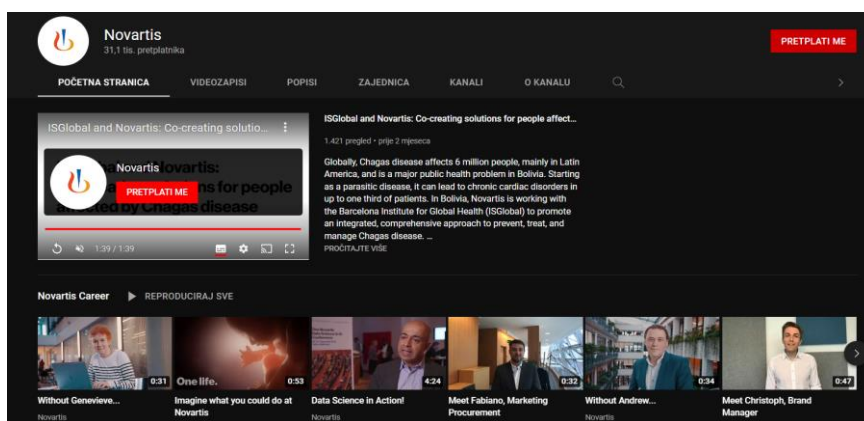 Novartis
31,1 tis. pretplatnika
PRETPLATI ME
POČETNA STRANICA VIDEOZAPISI POPISI ZAJEDNICA KANALI O KANALU
ISGlobal and Novartis: Co-creating solutio...
Novartis
PRETPLATI ME
1:39 / 1:39
ISGlobal and Novartis: Co-creating solutions for people affect...
1.421 pregled • prije 2 mjeseca
Globally, Chagas disease affects 6 million people, mainly in Latin
America, and is a major public health problem in Bolivia. Starting
as a parasitic disease, it can lead to chronic cardiac disorders in
up to one third of patients. In Bolivia, Novartis is working with
the Barcelona Institute for Global Health (ISGlobal) to promote
an integrated, comprehensive approach to prevent, treat, and
manage Chagas disease. ...
PROČITAJTE VIŠE
Novartis Career REPRODUCIRAJ SVE
0:31
One life. 0:53
4:24
0:32
0:34
0:47
Without Genevieve...
Novartis
Imagine what you could do at
Novartis
Data Science in Action!
Novartis
Meet Fabiano, Marketing
Procurement
Without Andrew...
Novartis
Meet Christoph, Brand
Manager